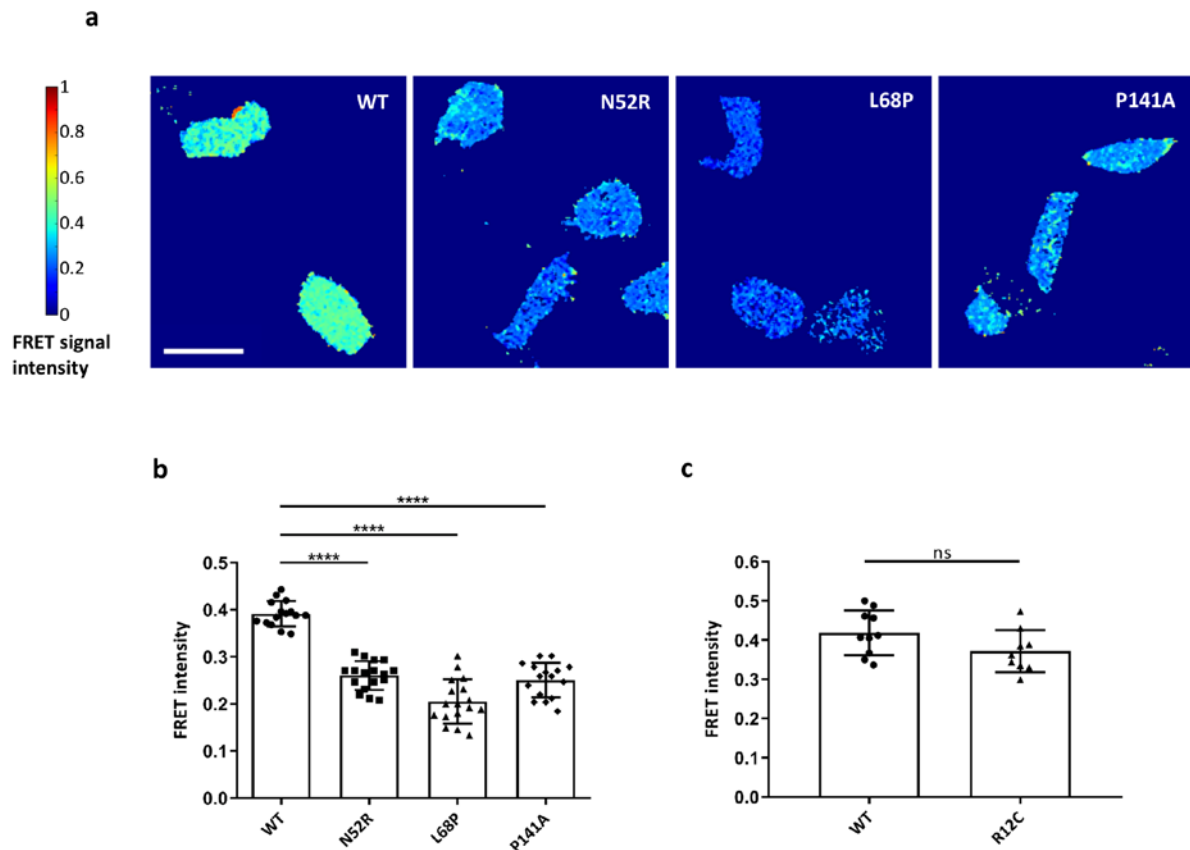 a
1
0.8
0.6
0.4
0.2
0
FRET signal
intensity
WT
N52R
L68P
P141A
b
****
****
****
FRET intensity
0.5
0.4
0.3
0.2
0.1
0.0
WT
N52R
L68P
P141A
c
ns
FRET intensity
0.6
0.5
0.4
0.3
0.2
0.1
0.0
WT
R12C